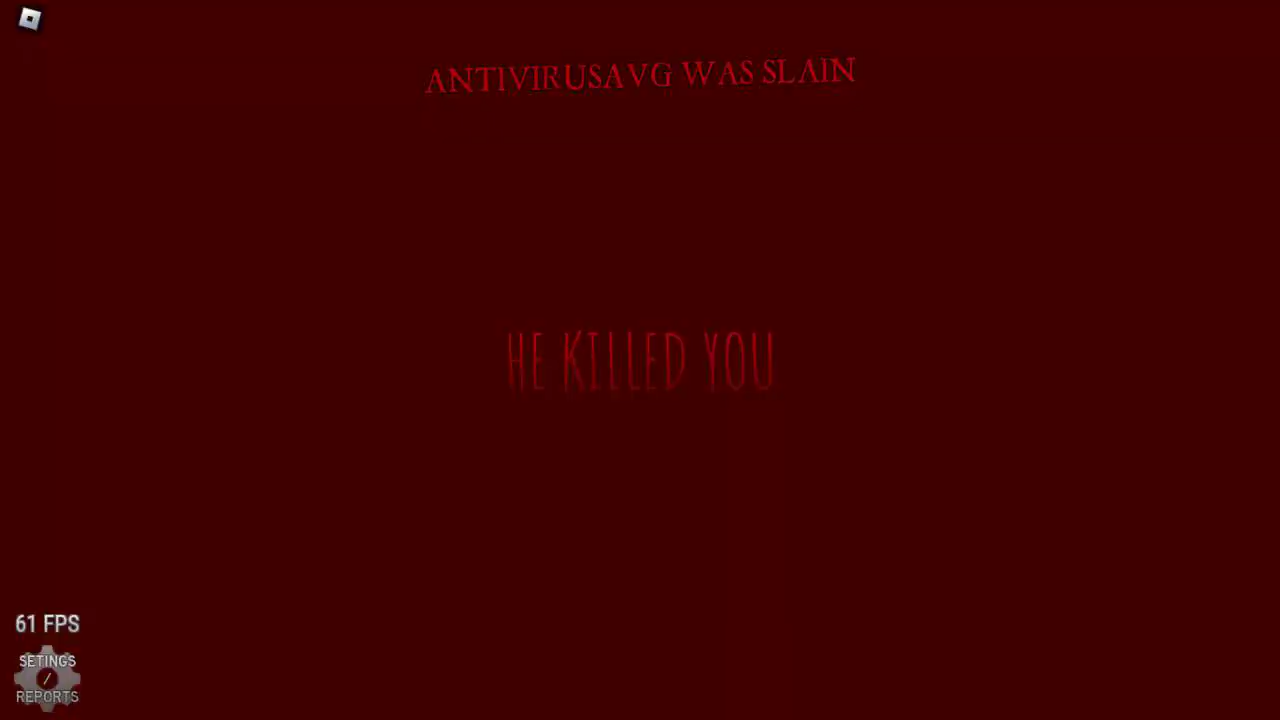 ANTIVIRUSAVG WAS SLAIN
HE KILLED YOU
61 FPS
SETINGS
/
REPORTS